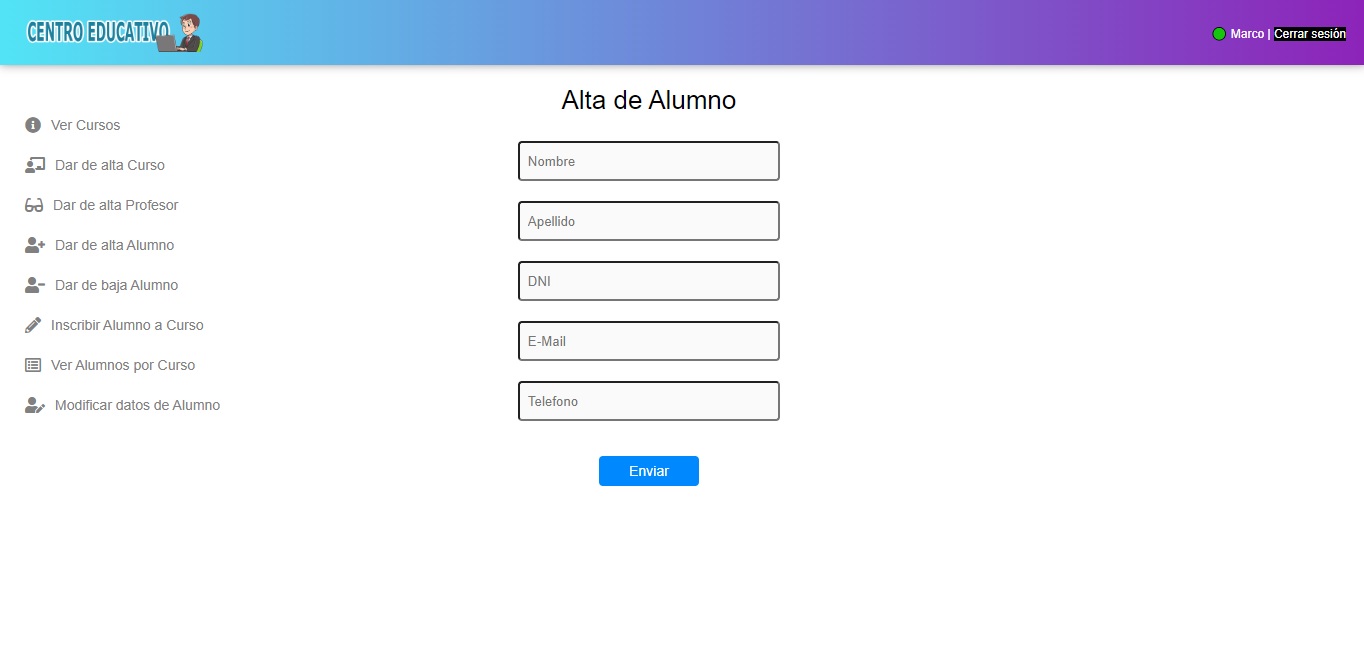 CENTRO EDUCATIVO
Marco | Cerrar sesión
Ver Cursos
Dar de alta Curso
Dar de alta Profesor
Dar de alta Alumno
Dar de baja Alumno
Inscribir Alumno a Curso
Ver Alumnos por Curso
Modificar datos de Alumno
Alta de Alumno
Nombre
Apellido
DNI
E-Mail
Telefono
Enviar